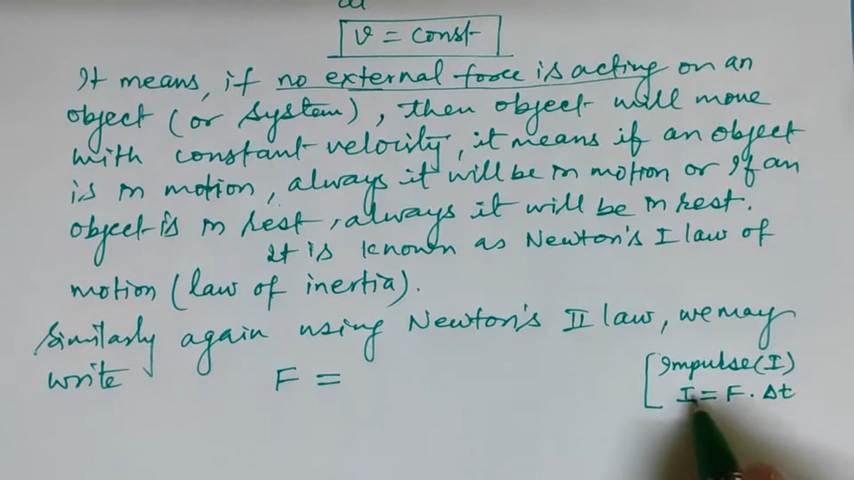 v = const
It means, if no external force is acting on an
object (or system), then object will move
with constant velocity, it means if an object
is in motion, always it will be in motion or If an
object is in rest, always it will be in rest.
It is known as Newton's I law of
motion (law of inertia).
Similarly again using Newton's II law, we may
write F =
Impulse (I)
I = F . Δt